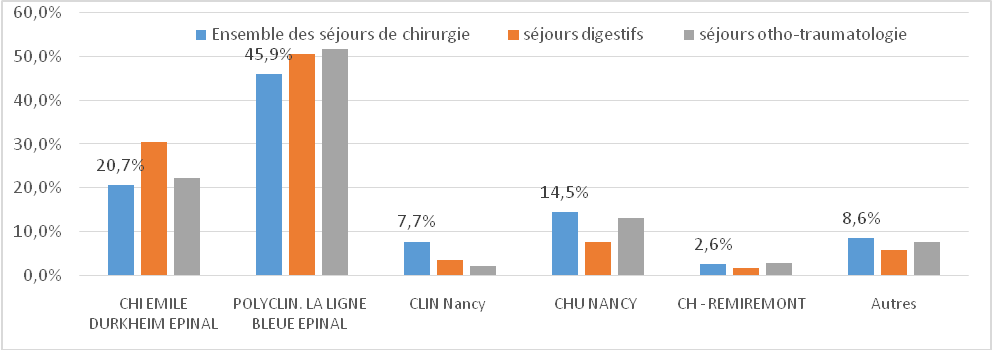 60,0%
Ensemble des séjours de chirurgie séjours digestifs séjours otho-traumatologie
50,0%
45,9%
40,0%
30,0%
20,7%
20,0%
14,5%
10,0%
7,7%
2,6%
8,6%
0,0%
CHI EMILE DURKHEIM EPINAL
POLYCLIN. LA LIGNE BLEUE EPINAL
CLIN Nancy
CHU NANCY
CH - REMIREMONT
Autres